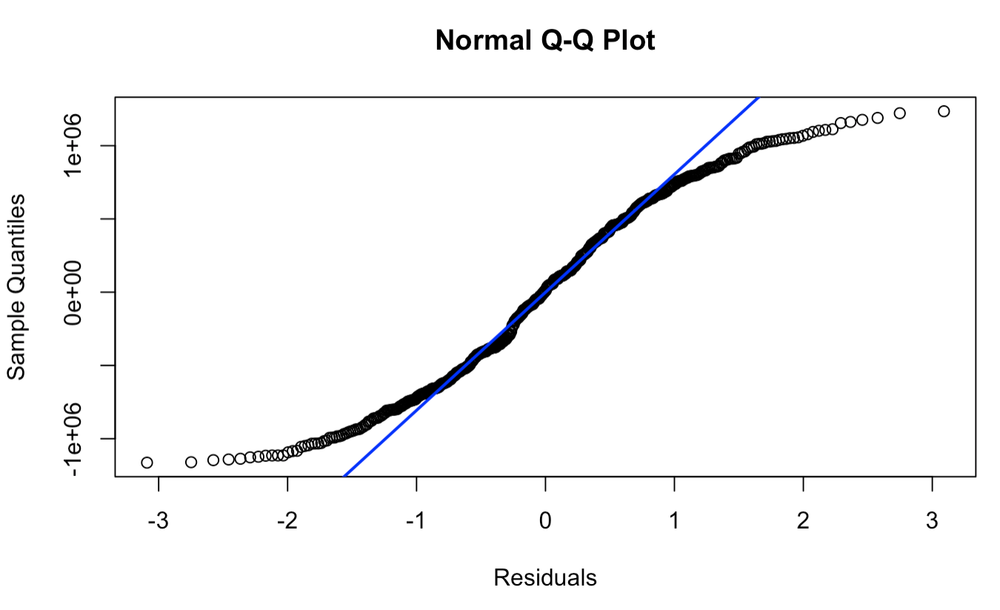 Normal Q-Q Plot
Sample Quantiles
1e+06
0e+00
-1e+06
-3 -2 -1 0 1 2 3
Residuals